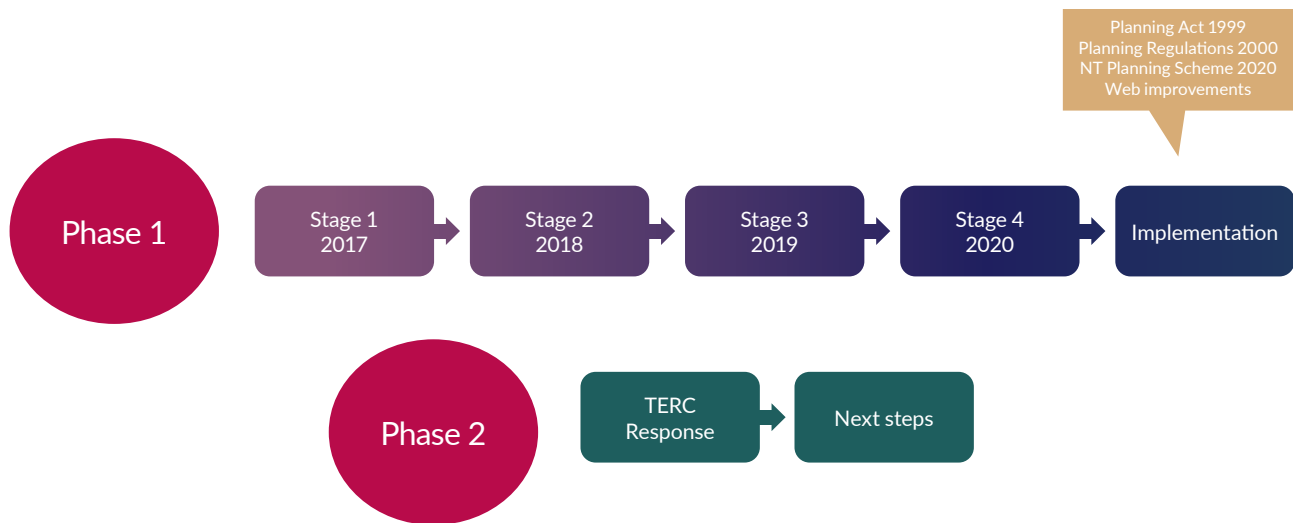 Planning Act 1999
Planning Regulations 2000
NT Planning Scheme 2020
Web improvements
Phase 1
Stage 1
2017
Stage 2
2018
Stage 3
2019
Stage 4
2020
Implementation
Phase 2
TERC
Response
Next steps